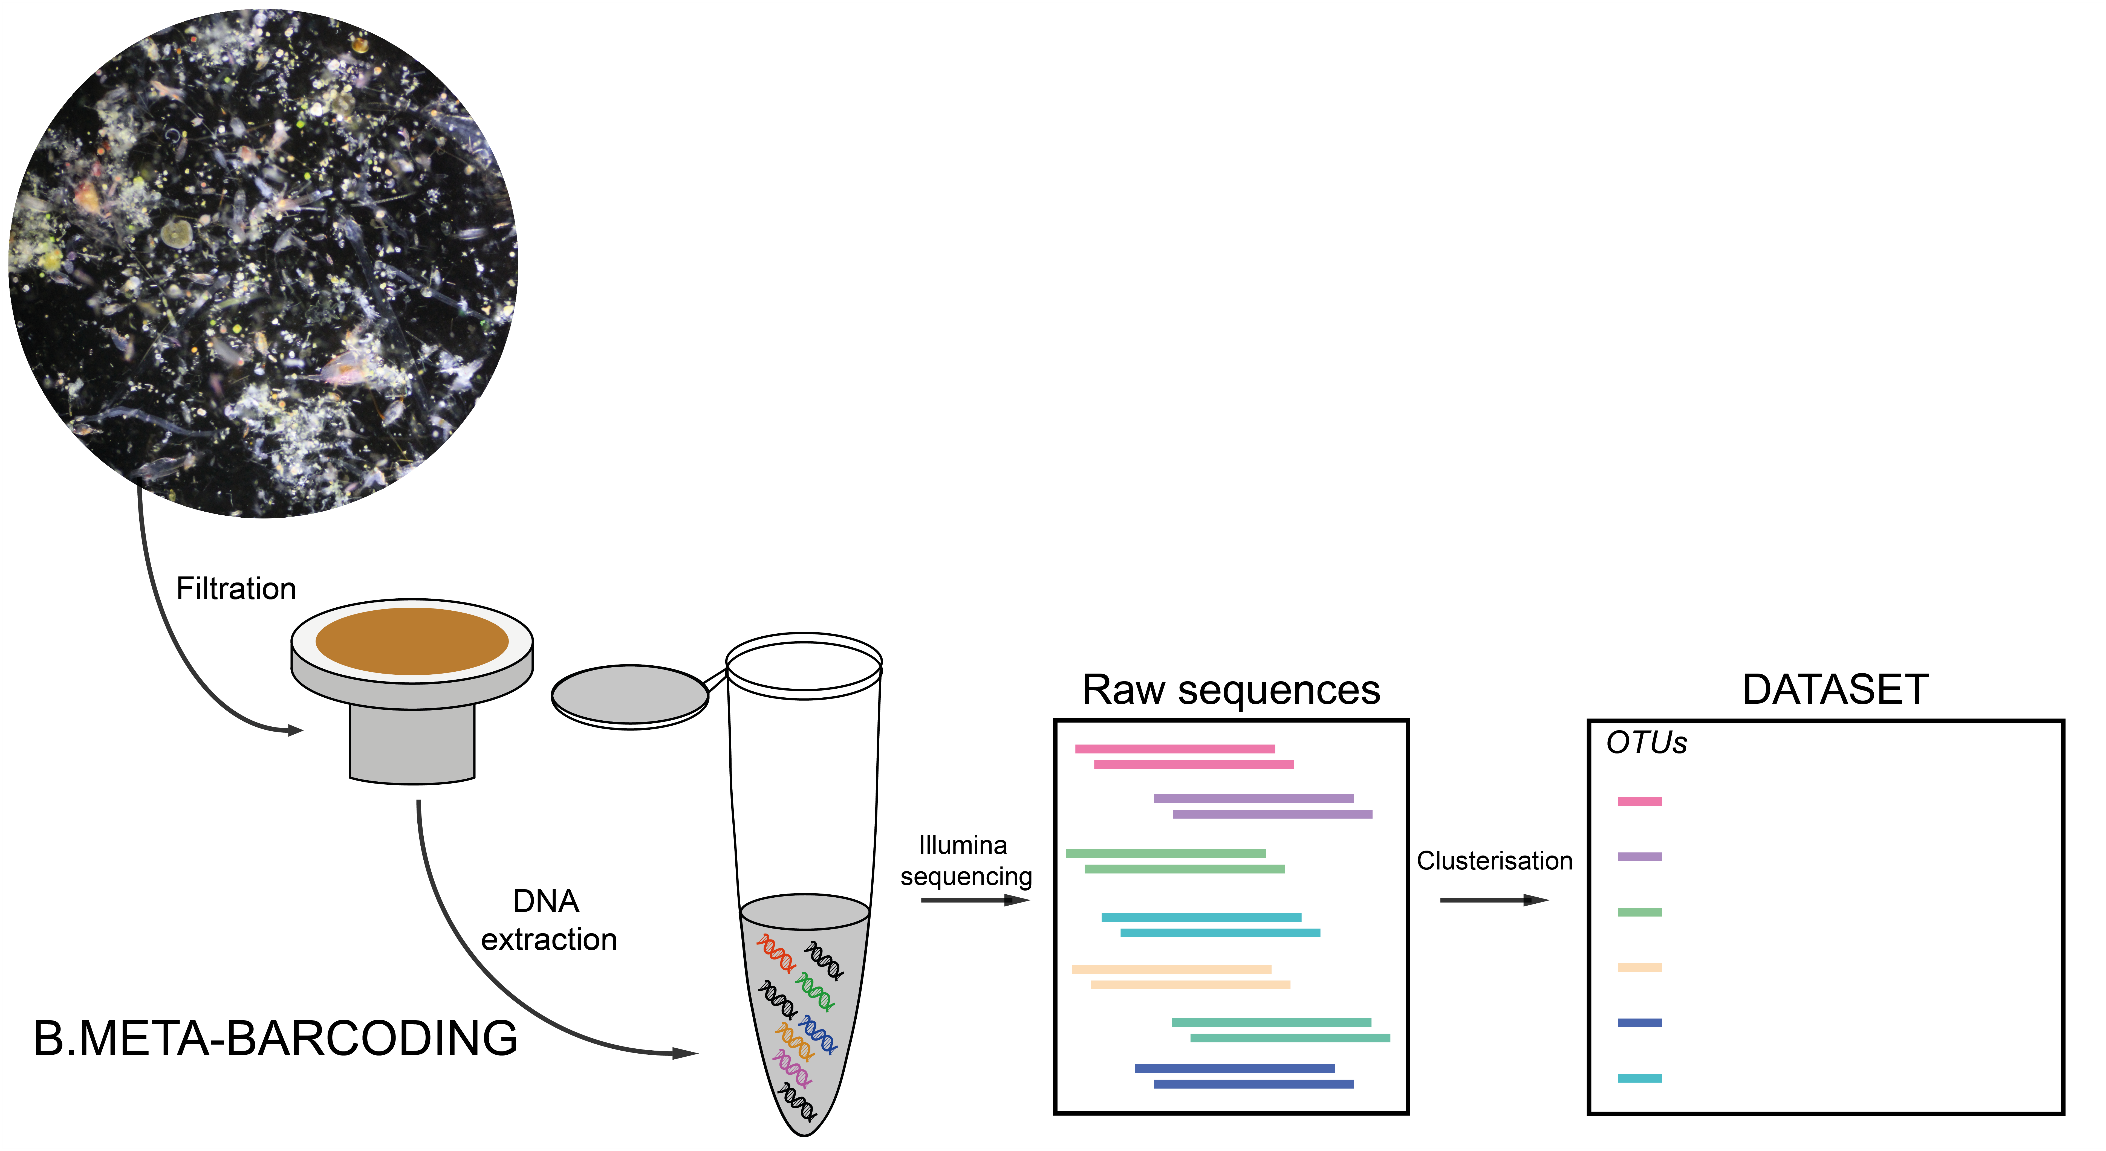 Filtration
DNA
extraction
B.META-BARCODING
Illumina
sequencing
Raw sequences
Clusterisation
DATASET
OTUs